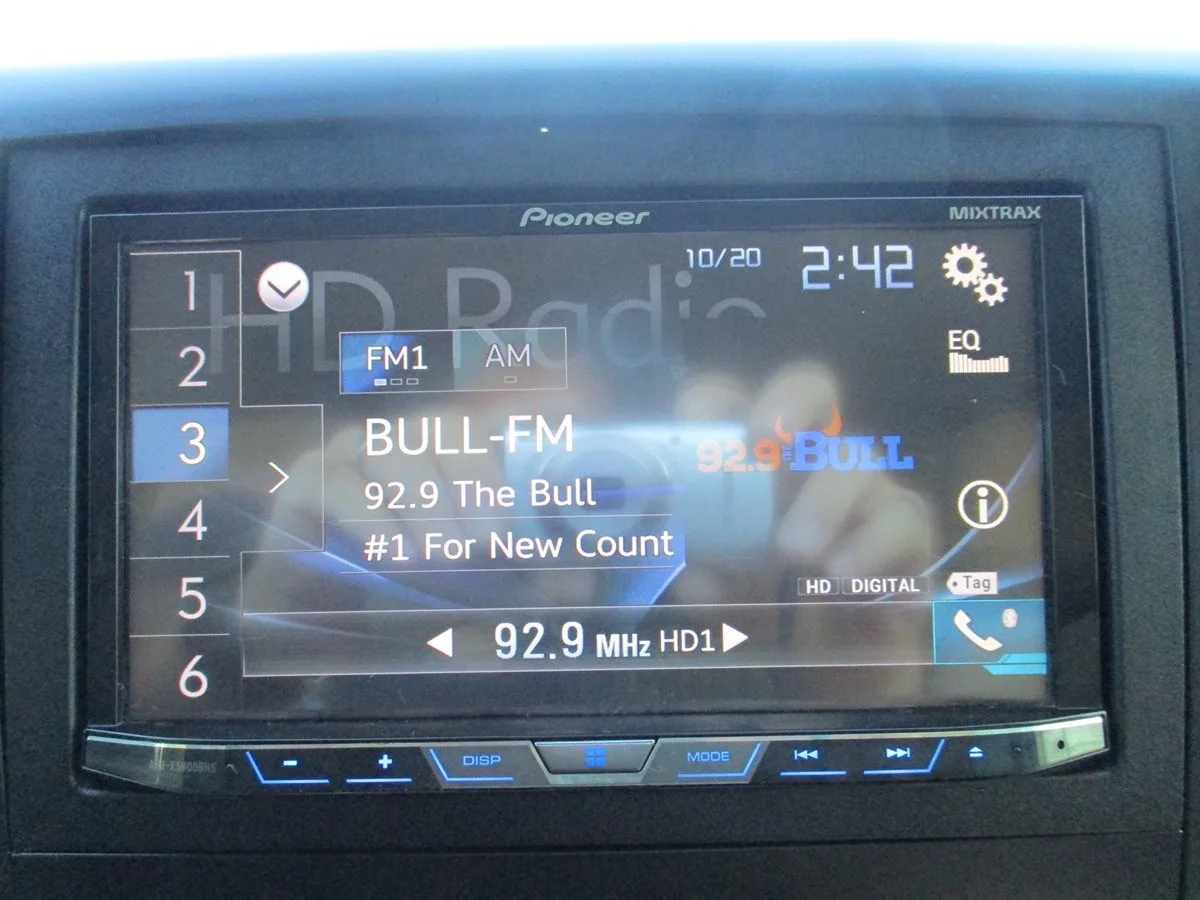 Pioneer
MIXTRAX
HD Radio
10/20
2:42
1
2
3
4
5
6
FM1
AM
EQ
BULL-FM
92.9 The Bull
#1 For New Count
92.9 THE BULL
i
HD DIGITAL
Tag
92.9 MHz HD1
- + DISP MODE